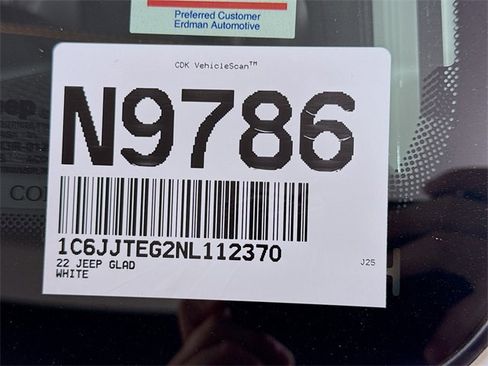 Preferred Customer
Erdman Automotive
CDK VehicleScan™
N9786
1C6JJTEG2NL112370
22 JEEP GLAD
WHITE
J25